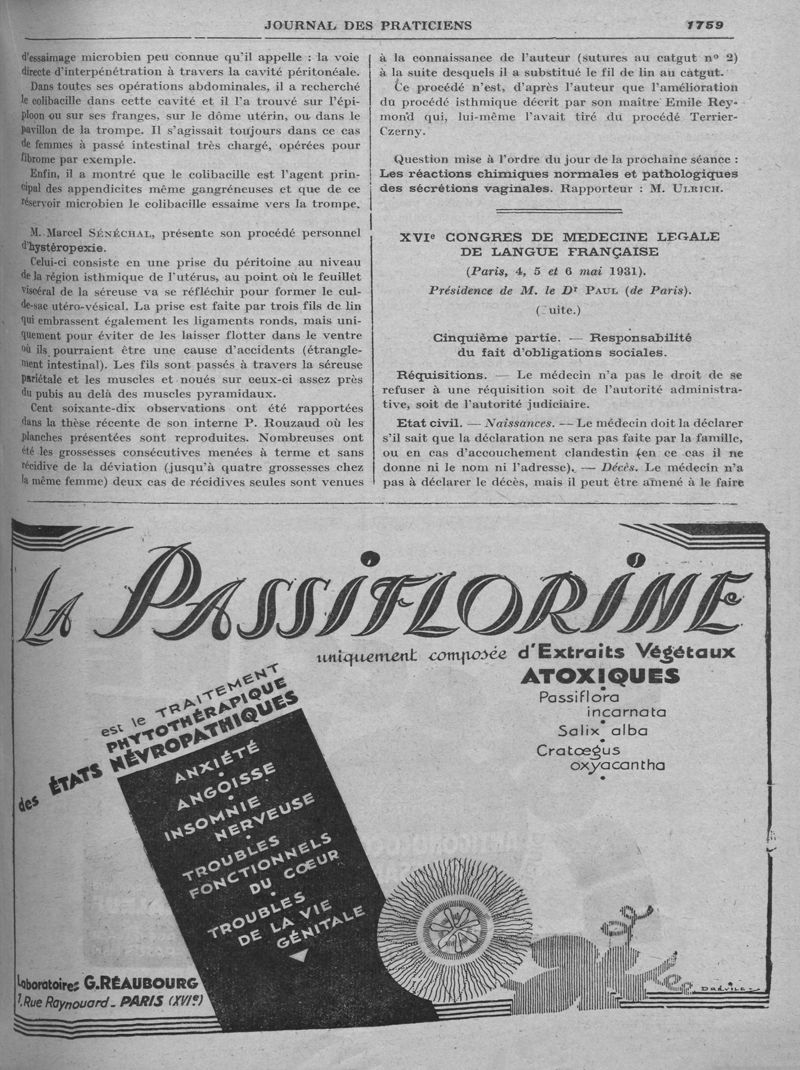 JOURNAL DES PRATICIENS
1759
d'essaimage microbien peu connue qu'il appelle : la voie
directe d'interpénétration à travers la cavité péritonéale.
Dans toutes ses opérations abdominales, il a recherché
le colibacille dans cette cavité et il l'a trouvé sur l'épi-
ploon ou sur ses franges, sur le dôme utérin, ou dans le
pavillon de la trompe. Il s'agissait toujours dans ce cas
de femmes à passé intestinal très chargé, opérées pour
fibrome par exemple.
Enfin, il a montré que le colibacille est l'agent prin-
cipal des appendicites même gangréneuses et que de ce
réservoir microbien le colibacille essaime vers la trompe.
M. Marcel SÉNÉCHAL, présente son procédé personnel
d'hystéropexie.
Celui-ci consiste en une prise du péritoine au niveau
de la région isthmique de l'utérus, au point où le feuillet
viscéral de la séreuse va se réfléchir pour former le cul-
de-sac utéro-vésical. La prise est faite par trois fils de lin
qui embrassent également les ligaments ronds, mais uni-
quement pour éviter de les laisser flotter dans le ventre
où ils pourraient être une cause d'accidents (étrangle-
ment intestinal). Les fils sont passés à travers la séreuse
pariétale et les muscles et noués sur ceux-ci assez près
du pubis au delà des muscles pyramidaux.
Cent soixante-dix observations ont été rapportées
dans la thèse récente de son interne P. Rouzaud où les
planches présentées sont reproduites. Nombreuses ont
été les grossesses consécutives menées à terme et sans
récidive de la déviation (jusqu'à quatre grossesses chez
la même femme) deux cas de récidives seules sont venues
à la connaissance de l'auteur (sutures au catgut n° 2)
à la suite desquels il a substitué le fil de lin au catgut.
Ce procédé n'est, d'après l'auteur que l'amélioration
du procédé isthmique décrit par son maître Emile Rey-
mond qui, lui-même l'avait tiré du procédé Terrier-
Czerny.
Question mise à l'ordre du jour de la prochaine séance :
Les réactions chimiques normales et pathologiques
des sécrétions vaginales. Rapporteur : M. ULRICH.
XVIe CONGRES DE MEDECINE LEGALE
DE LANGUE FRANÇAISE
(Paris, 4, 5 et 6 mai 1931).
Présidence de M. le Dr PAUL (de Paris).
(Suite.)
Cinquième partie. — Responsabilité
du fait d'obligations sociales.
Réquisitions. — Le médecin n'a pas le droit de se
refuser à une réquisition soit de l'autorité administra-
tive, soit de l'autorité judiciaire.
Etat civil. — Naissances. — Le médecin doit la déclarer
s'il sait que la déclaration ne sera pas faite par la famille,
ou en cas d'accouchement clandestin (en ce cas il ne
donne ni le nom ni l'adresse). — Décès. Le médecin n'a
pas à déclarer le décès, mais il peut être amené à le faire
LA PASSIFLORINE
uniquement composée d'Extraits Végétaux
ATOXIQUES
Passiflora
incarnata
Salix alba
Cratœgus
oxyacantha
est le TRAITEMENT
PHYTOTHÉRAPIQUE
des ÉTATS NÉVROPATHIQUES
ANXIÉTÉ
ANGOISSE
INSOMNIE
NERVEUSE
TROUBLES
FONCTIONNELS
DU CŒUR
TROUBLES
DE LA VIE
GÉNITALE
Laboratoires G. RÉAUBOURG
7, Rue Raynouard - PARIS (XVIe)